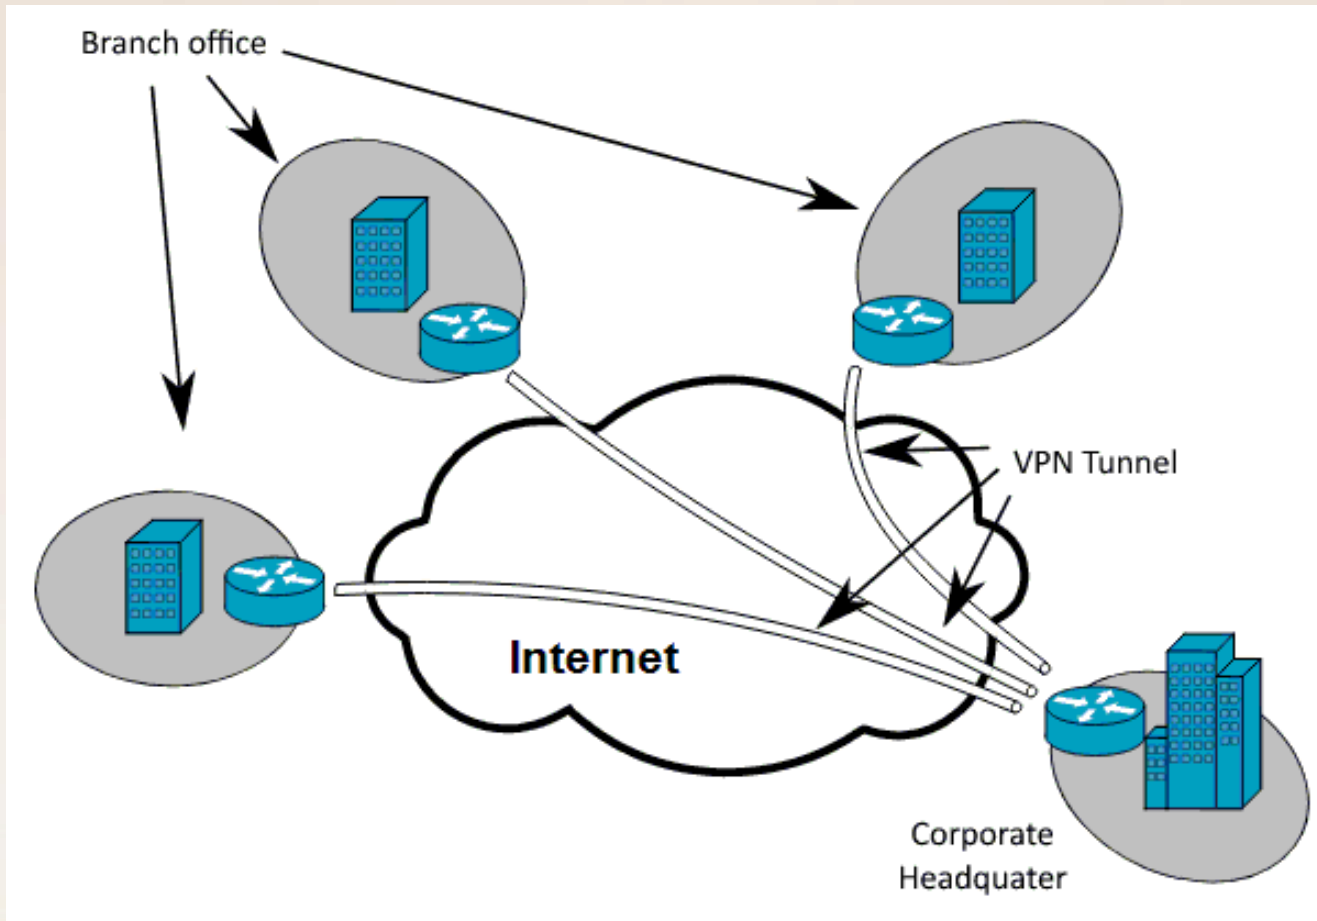 Branch office
VPN Tunnel
Internet
Corporate
Headquater